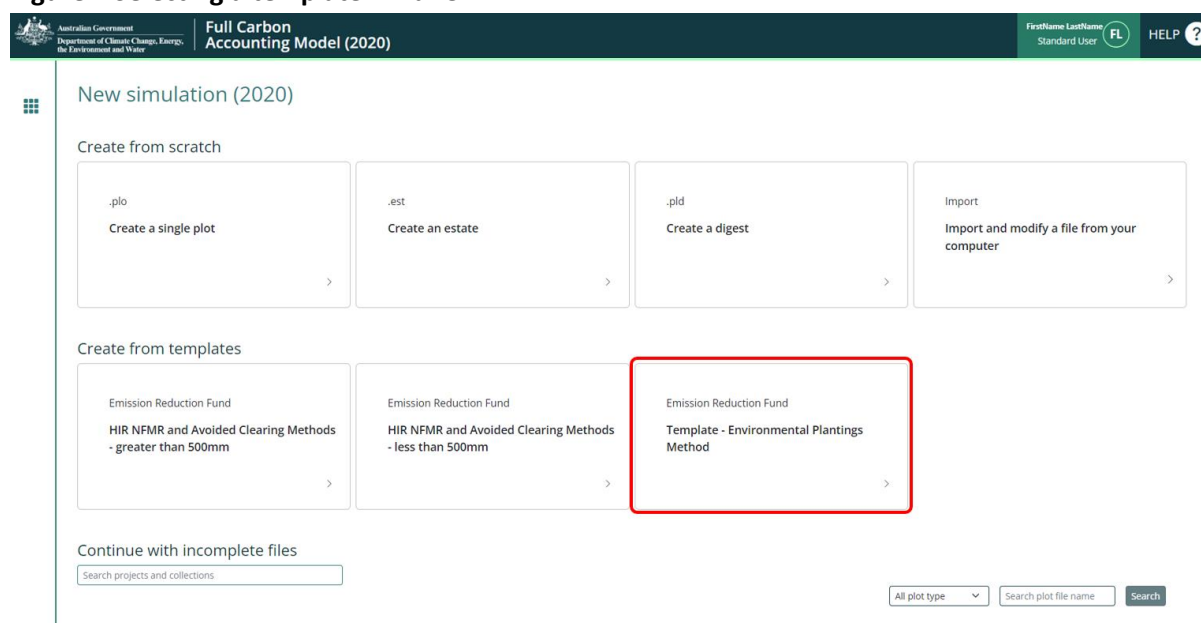 Australian Government
Department of Climate Change, Energy,
the Environment and Water
Full Carbon
Accounting Model (2020)
FirstName LastName
Standard User
FL
HELP ?
New simulation (2020)
Create from scratch
.plo
Create a single plot
.est
Create an estate
.pld
Create a digest
Import
Import and modify a file from your
computer
Create from templates
Emission Reduction Fund
HIR NFMR and Avoided Clearing Methods
- greater than 500mm
Emission Reduction Fund
HIR NFMR and Avoided Clearing Methods
- less than 500mm
Emission Reduction Fund
Template - Environmental Plantings
Method
Continue with incomplete files
Search projects and collections
All plot type
Search plot file name
Search